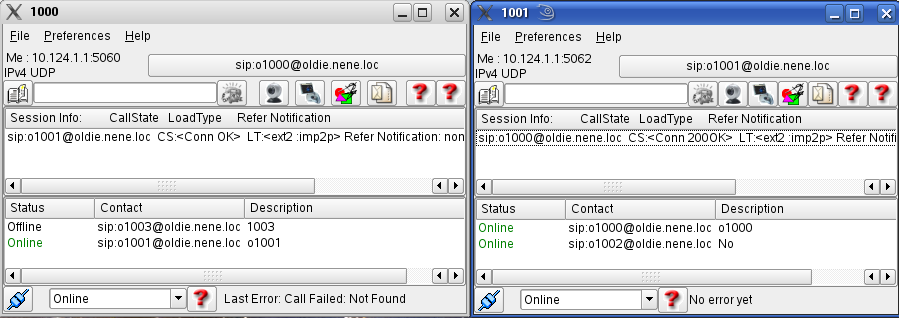 1000
File Preferences Help
Me : 10.124.1.1:5060
IPv4 UDP
sip:o1000@oldie.nene.loc
Session Info: CallState LoadType Refer Notification
sip:o1001@oldie.nene.loc CS:<Conn OK> LT:<ext2 :imp2p> Refer Notification: non
Status Contact Description
Offline sip:o1003@oldie.nene.loc 1003
Online sip:o1001@oldie.nene.loc o1001
Online
Last Error: Call Failed: Not Found
1001
File Preferences Help
Me : 10.124.1.1:5062
IPv4 UDP
sip:o1001@oldie.nene.loc
Session Info: CallState LoadType Refer Notification
sip:o1000@oldie.nene.loc CS:<Conn 200OK> LT:<ext2 :imp2p> Refer Notifi
Status Contact Description
Online sip:o1000@oldie.nene.loc o1000
Online sip:o1002@oldie.nene.loc No
Online
No error yet